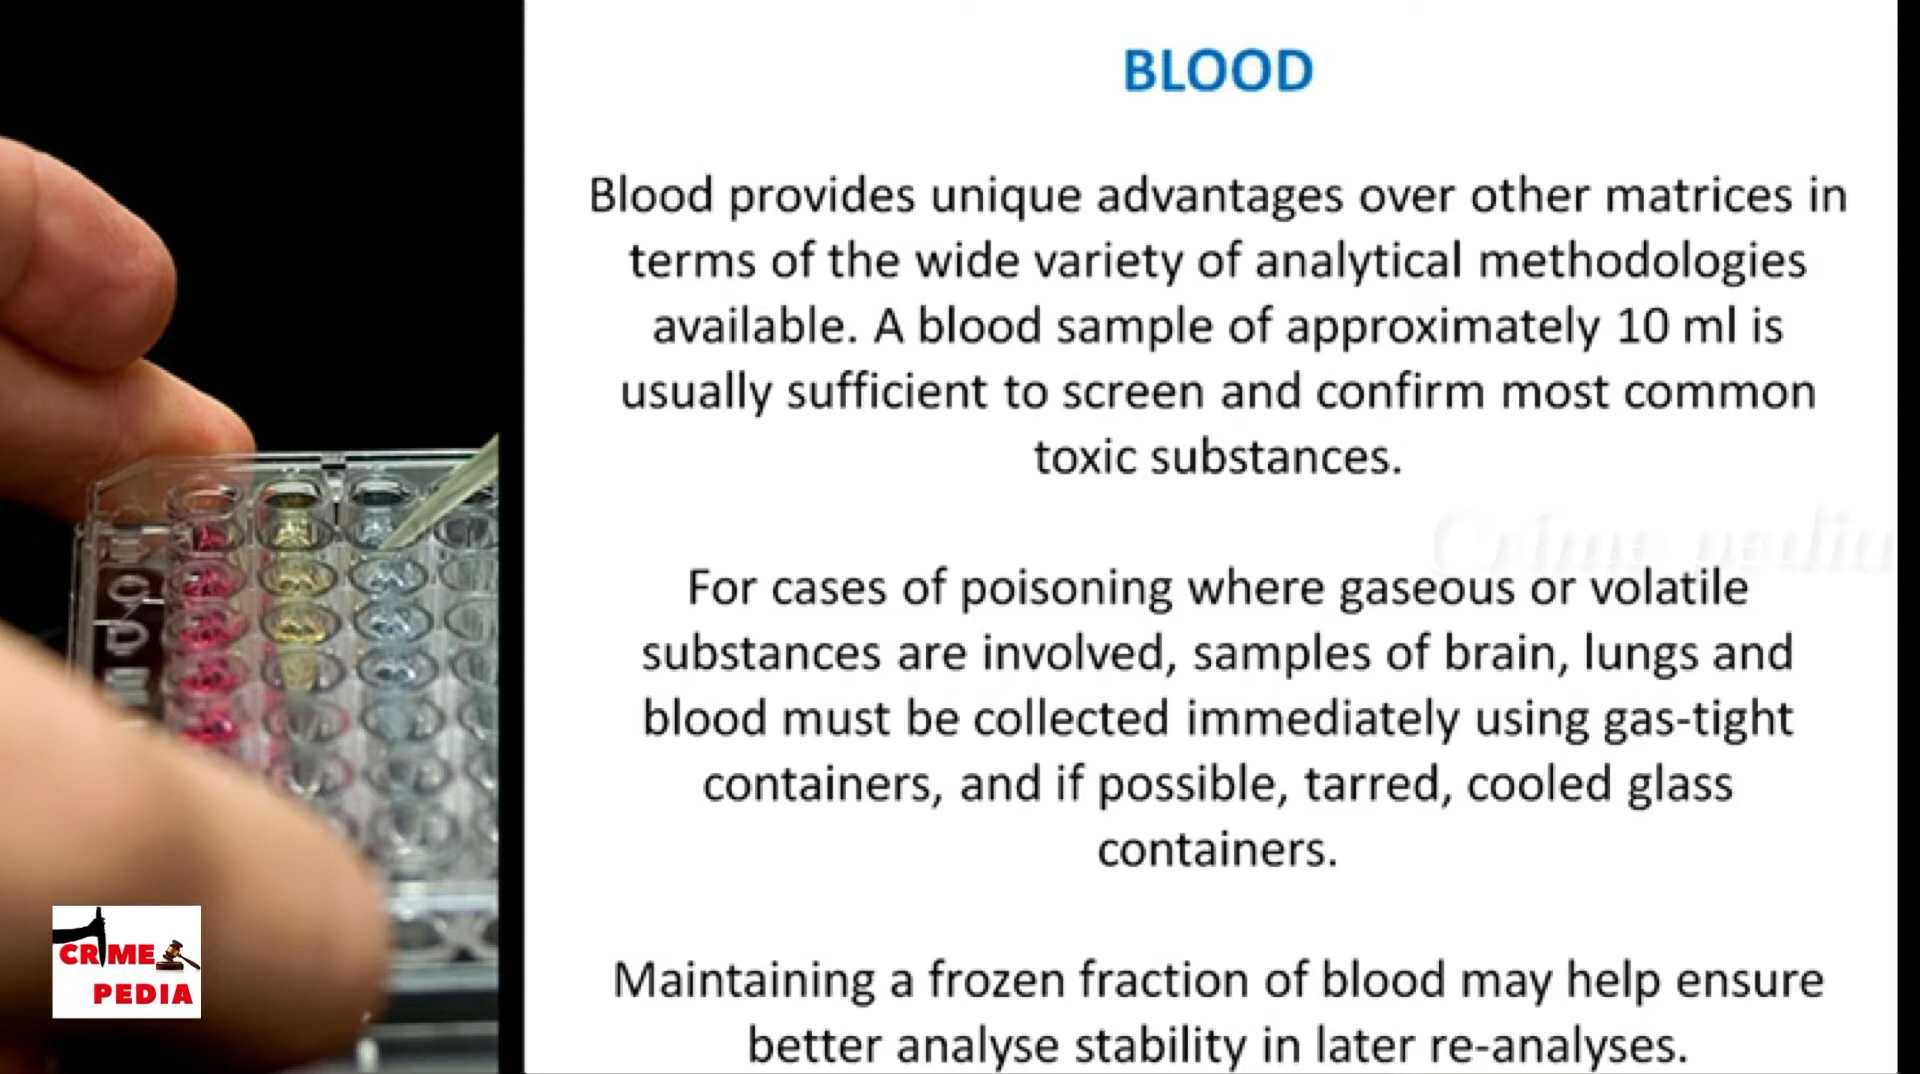 BLOOD
Blood provides unique advantages over other matrices in
terms of the wide variety of analytical methodologies
available. A blood sample of approximately 10 ml is
usually sufficient to screen and confirm most common
toxic substances.
Crime pedia
For cases of poisoning where gaseous or volatile
substances are involved, samples of brain, lungs and
blood must be collected immediately using gas-tight
containers, and if possible, tarred, cooled glass
containers.
Maintaining a frozen fraction of blood may help ensure
better analyse stability in later re-analyses.
C
D
E
CRIME
PEDIA